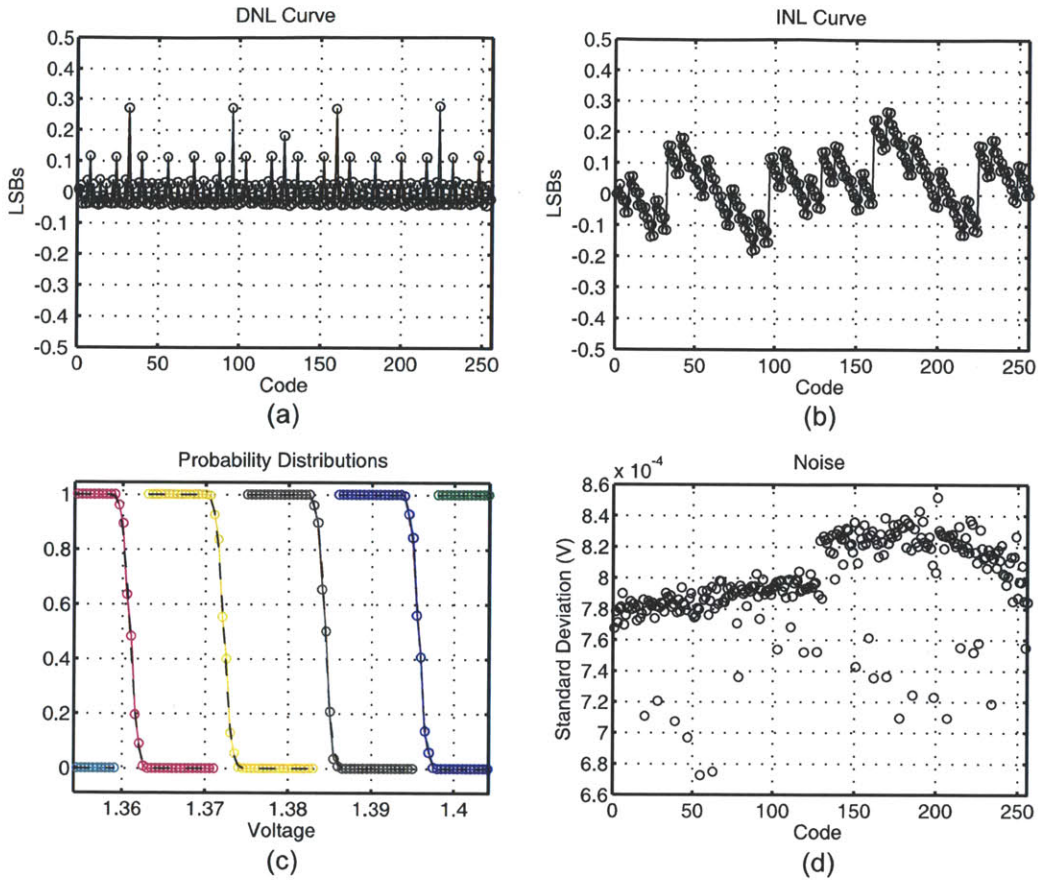 DNL Curve
0.5
0.4
0.3
0.2
0.1
0
-0.1
-0.2
-0.3
-0.4
-0.5
LSBs
0 50 100 150 200 250
Code
(a)
INL Curve
0.5
0.4
0.3
0.2
0.1
0
-0.1
-0.2
-0.3
-0.4
-0.5
LSBs
0 50 100 150 200 250
Code
(b)
Probability Distributions
1
0.8
0.6
0.4
0.2
0
1.36 1.37 1.38 1.39 1.4
Voltage
(c)
Noise
x 10-4
8.6
8.4
8.2
8
7.8
7.6
7.4
7.2
7
6.8
6.6
Standard Deviation (V)
0 50 100 150 200 250
Code
(d)